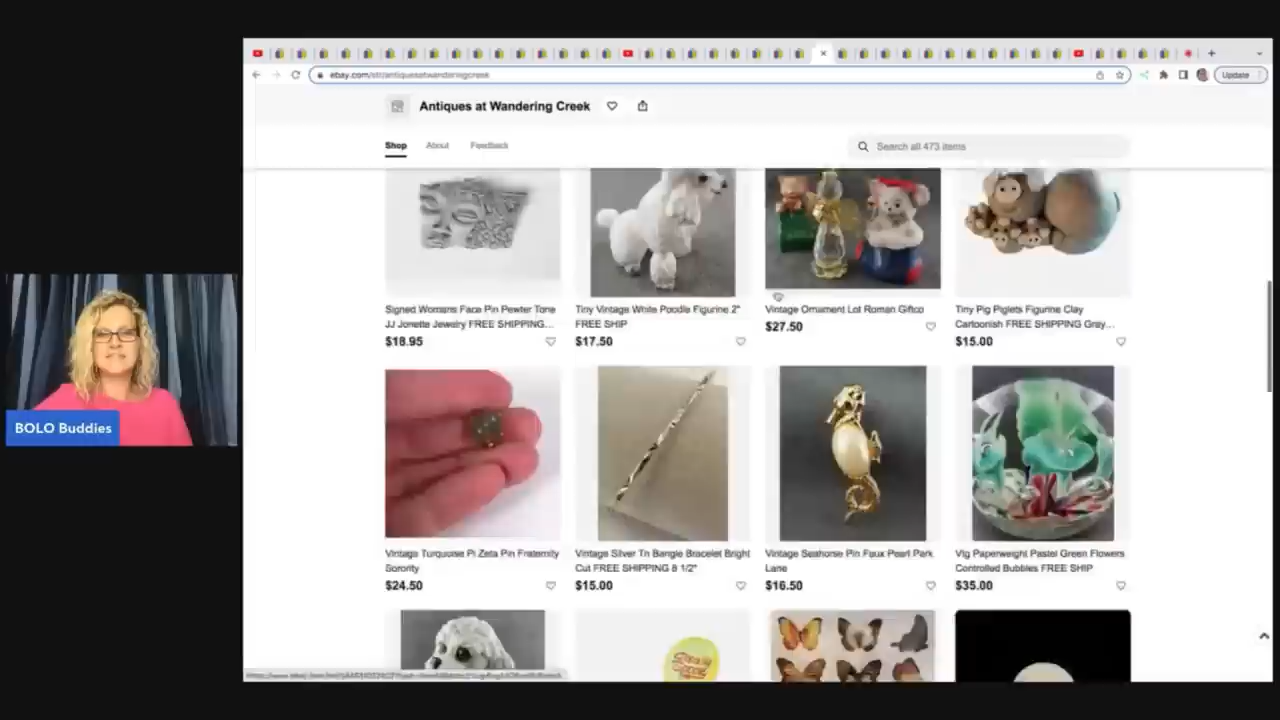 ebay.com/str/antiquesatwanderingcreek
Update
Antiques at Wandering Creek
Shop
About
Feedback
Search all 473 items
Signed Womans Face Pin Pewter Tone
JJ Jonette Jewelry FREE SHIPPING...
$18.95
Tiny Vintage White Poodle Figurine 2"
FREE SHIP
$17.50
Vintage Ornament Lot Roman Giftco
$27.50
Tiny Pig Piglets Figurine Clay
Cartoonish FREE SHIPPING Gray...
$15.00
BOLO Buddies
Vintage Turquoise Pi Zeta Pin Fraternity
Sorority
$24.50
Vintage Silver Tn Bangle Bracelet Bright
Cut FREE SHIPPING 8 1/2"
$15.00
Vintage Seahorse Pin Faux Pearl Park
Lane
$16.50
Vtg Paperweight Pastel Green Flowers
Controlled Bubbles FREE SHIP
$35.00